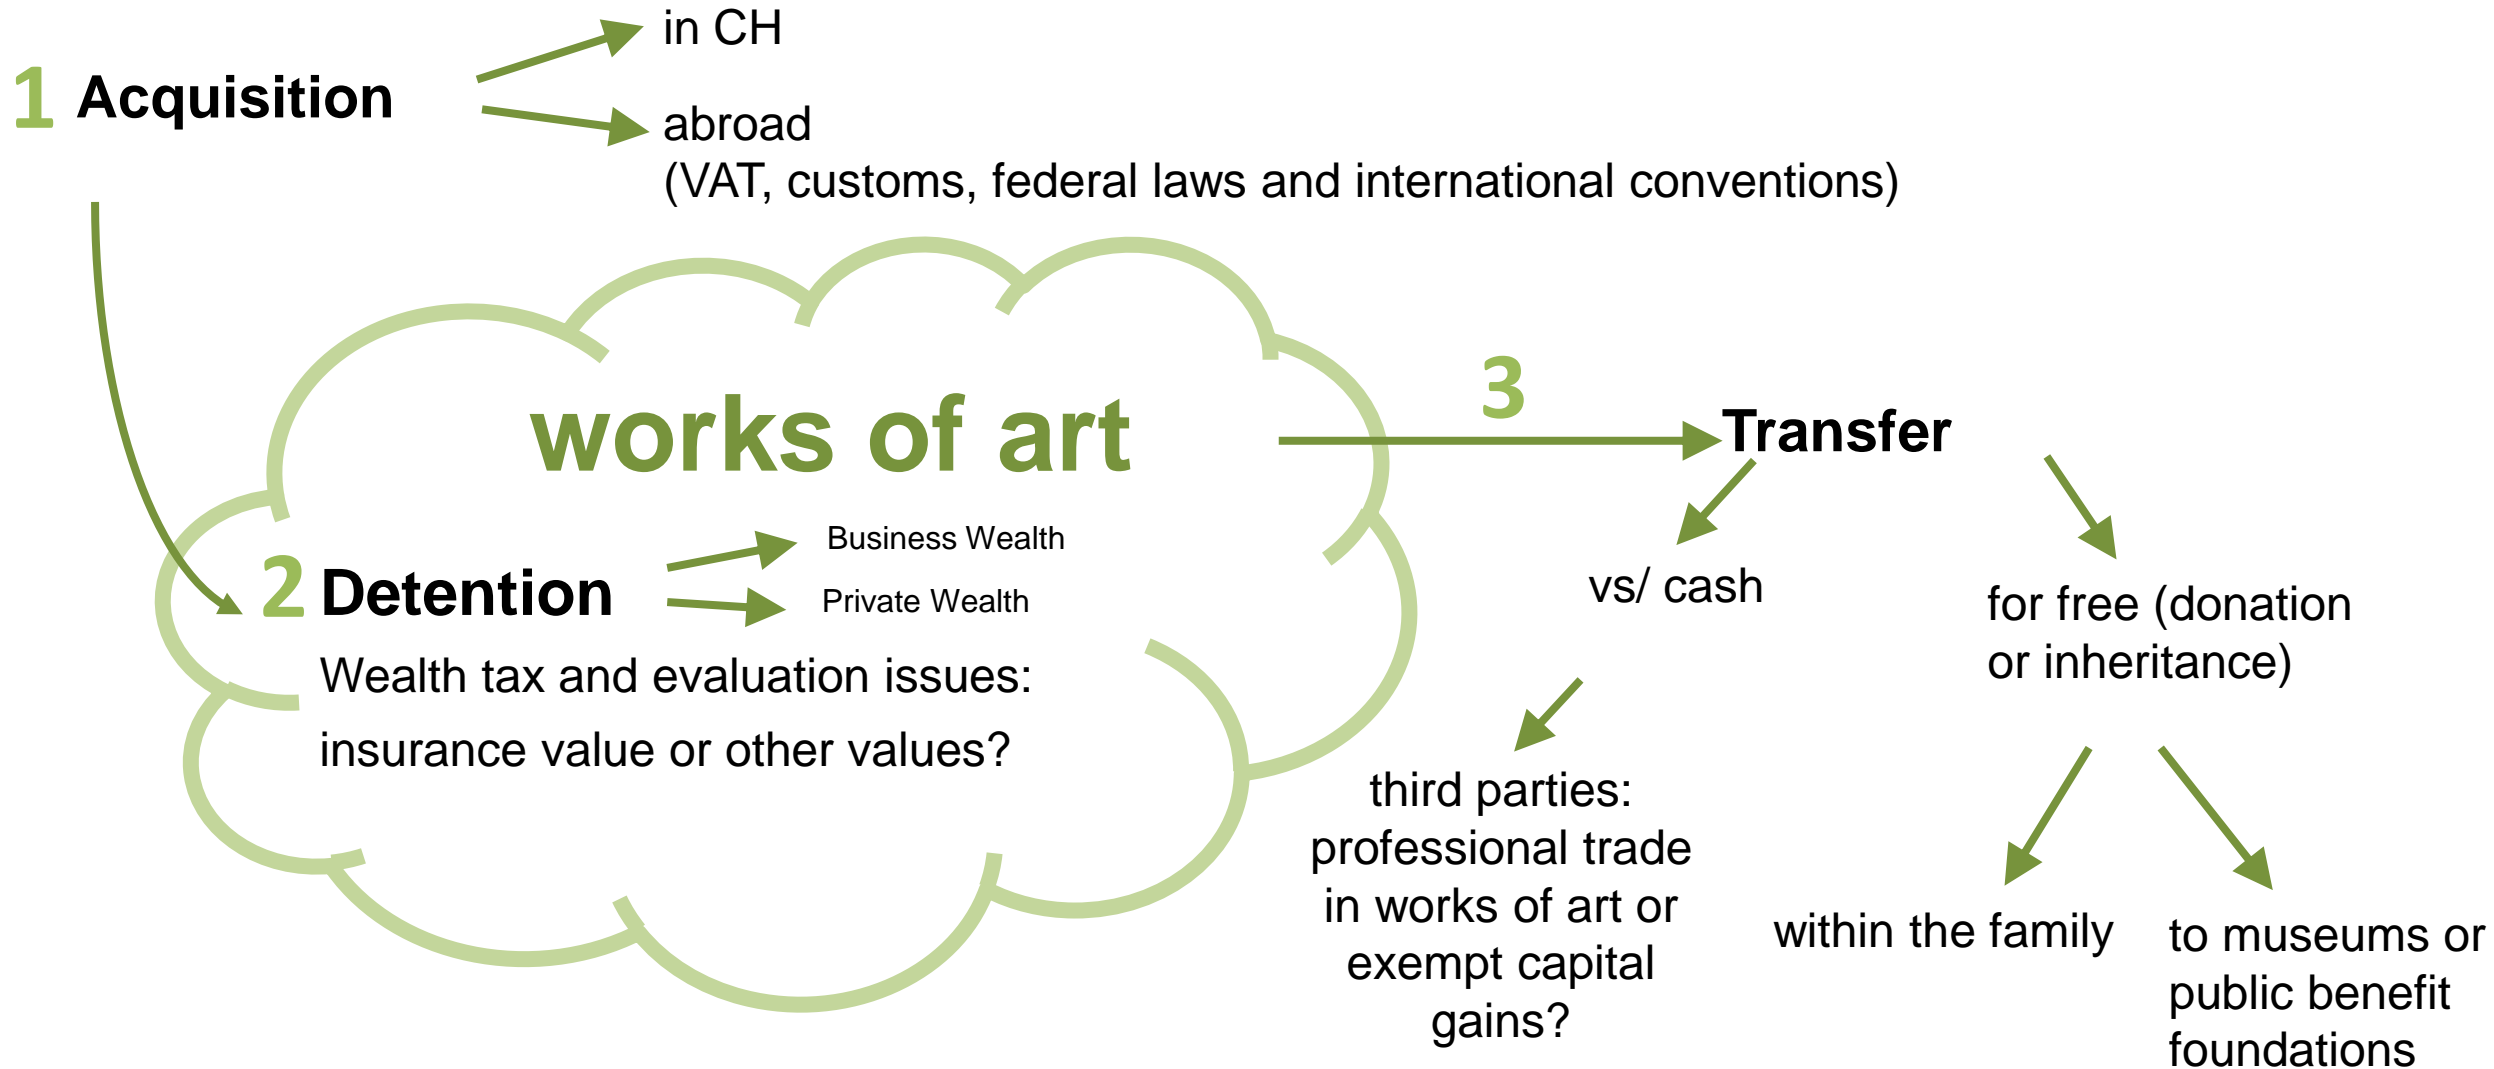 in CH
1 Acquisition
abroad
(VAT, customs, federal laws and international conventions)
works of art
3
Transfer
2 Detention
Business Wealth
Private Wealth
Wealth tax and evaluation issues:
insurance value or other values?
vs/ cash
for free (donation
or inheritance)
third parties:
professional trade
in works of art or
exempt capital
gains?
within the family
to museums or
public benefit
foundations